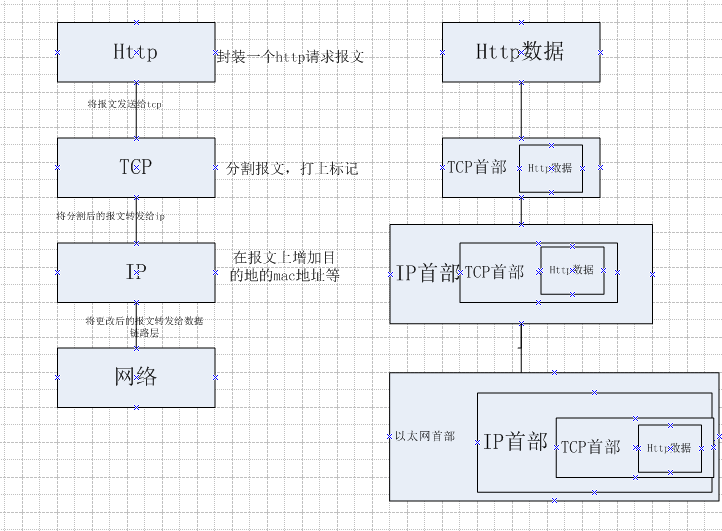 Http
封装一个http请求报文
将报文发送给tcp
TCP
分割报文，打上标记
将分割后的报文转发给ip
IP
在报文上增加目
的地的mac地址等
将更改后的报文转发给数据
链路层
网络
Http数据
TCP首部
Http数据
IP首部
TCP首部
Http数据
以太网首部
IP首部
TCP首部
Http数据